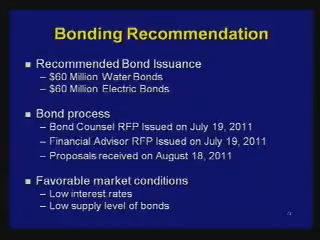 Bonding Recommendation
Recommended Bond Issuance
– $60 Million Water Bonds
– $60 Million Electric Bonds
Bond process
– Bond Counsel RFP Issued on July 19, 2011
– Financial Advisor RFP Issued on July 19, 2011
– Proposals received on August 18, 2011
Favorable market conditions
– Low interest rates
– Low supply level of bonds